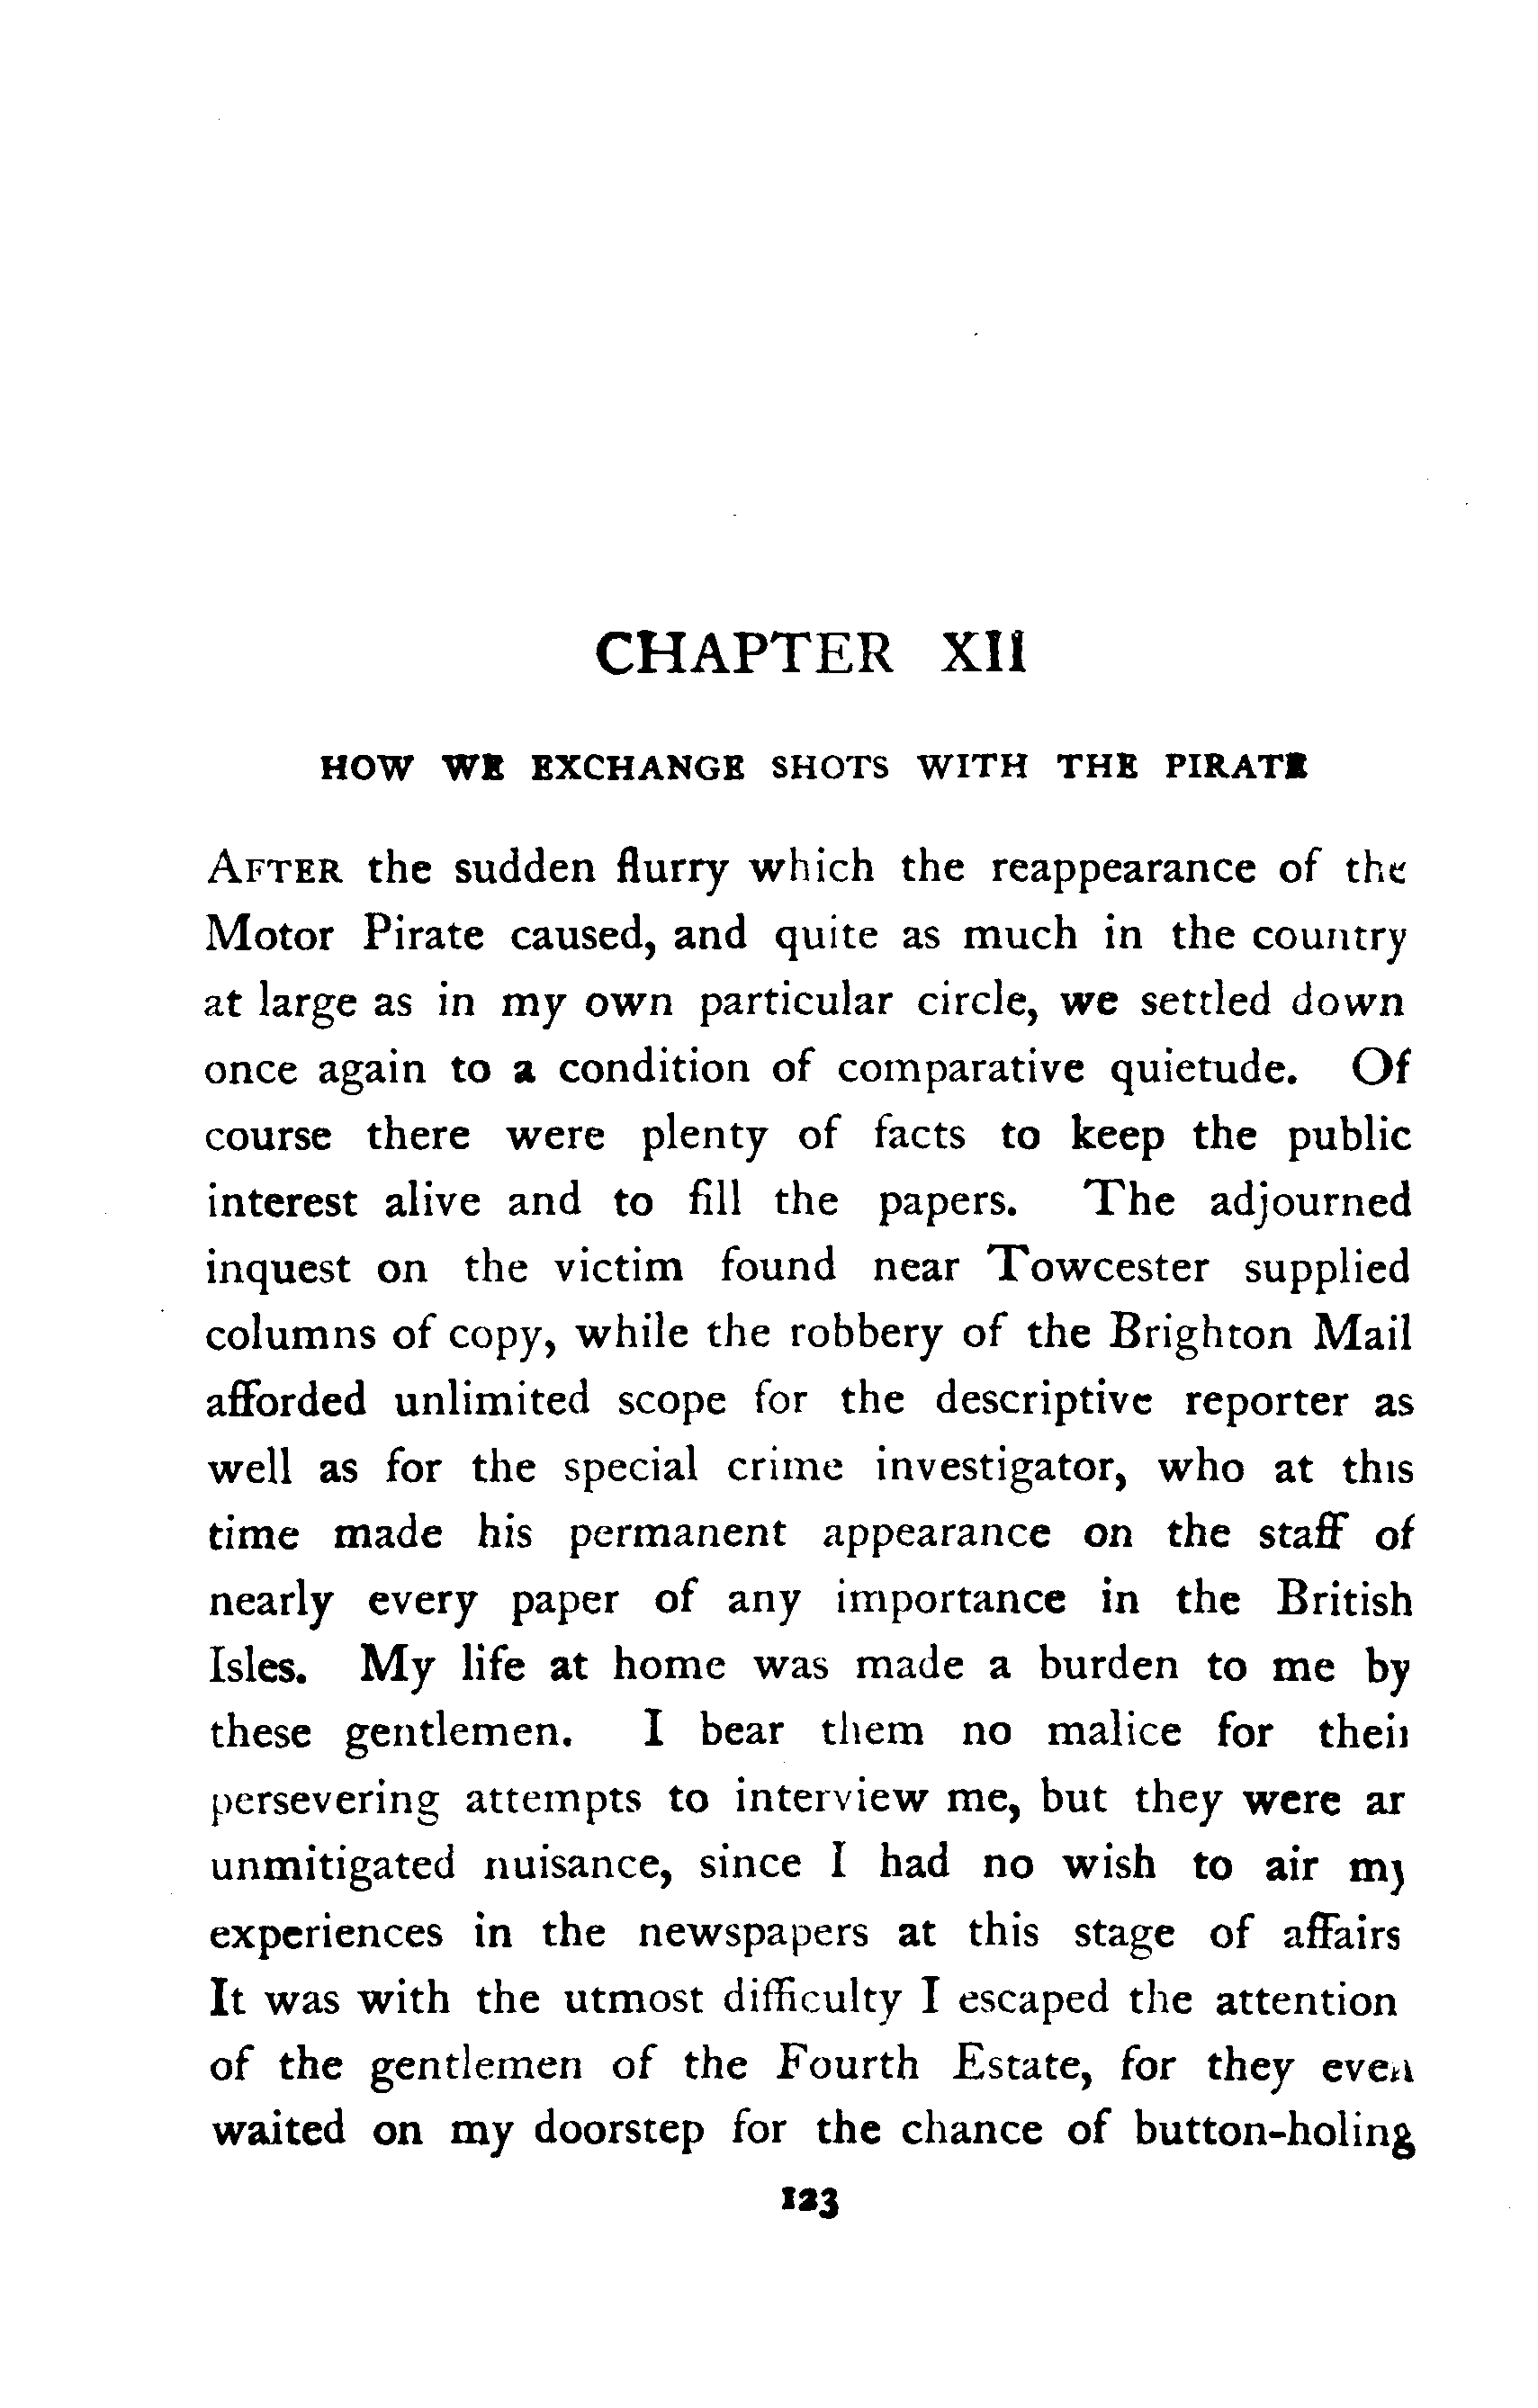 CHAPTER XII
HOW WE EXCHANGE SHOTS WITH THE PIRATE
AFTER the sudden flurry which the reappearance of the
Motor Pirate caused, and quite as much in the country
at large as in my own particular circle, we settled down
once again to a condition of comparative quietude. Of
course there were plenty of facts to keep the public
interest alive and to fill the papers. The adjourned
inquest on the victim found near Towcester supplied
columns of copy, while the robbery of the Brighton Mail
afforded unlimited scope for the descriptive reporter as
well as for the special crime investigator, who at this
time made his permanent appearance on the staff of
nearly every paper of any importance in the British
Isles. My life at home was made a burden to me by
these gentlemen. I bear them no malice for their
persevering attempts to interview me, but they were an
unmitigated nuisance, since I had no wish to air my
experiences in the newspapers at this stage of affairs
It was with the utmost difficulty I escaped the attention
of the gentlemen of the Fourth Estate, for they even
waited on my doorstep for the chance of button-holing
123